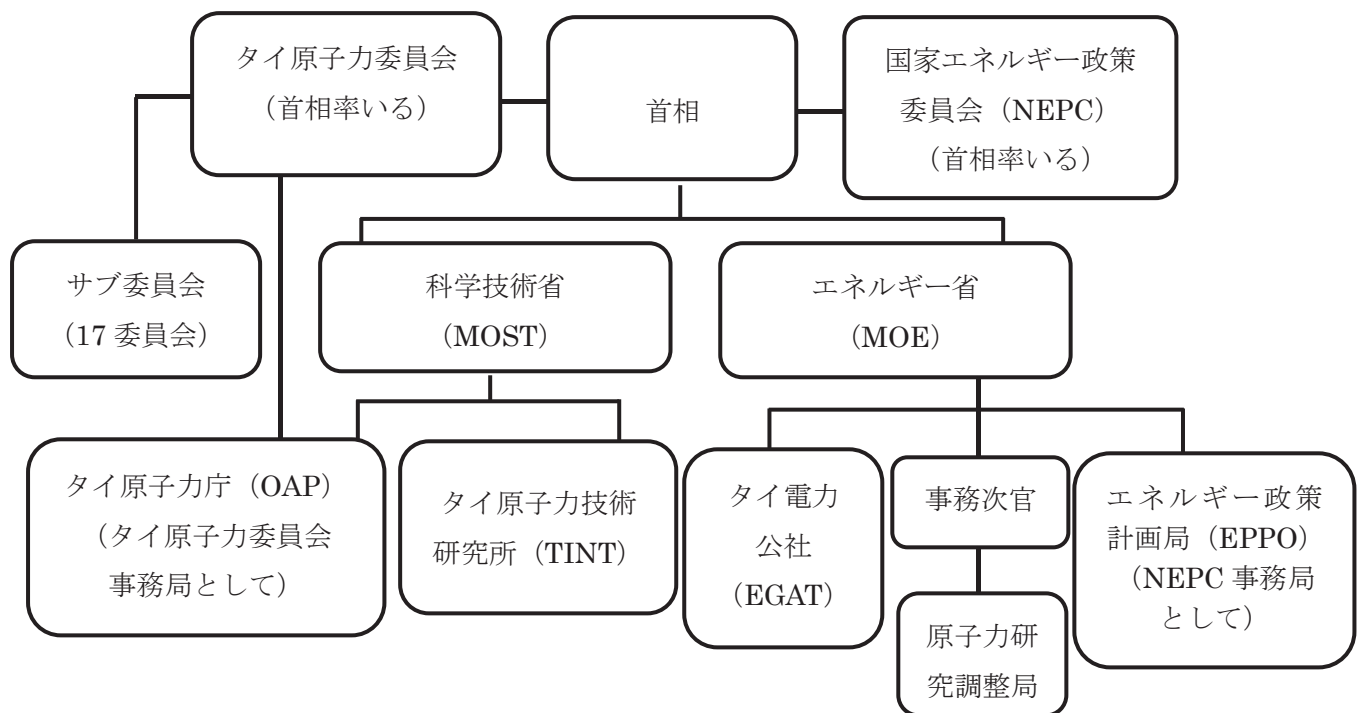 タイ原子力委員会
（首相率いる）
首相
国家エネルギー政策
委員会（NEPC）
（首相率いる）
サブ委員会
（17 委員会）
科学技術省
（MOST）
エネルギー省
（MOE）
タイ原子力庁（OAP）
（タイ原子力委員会
事務局として）
タイ原子力技術
研究所（TINT）
タイ電力
公社
（EGAT）
事務次官
エネルギー政策
計画局（EPPO）
（NEPC 事務局
として）
原子力研
究調整局